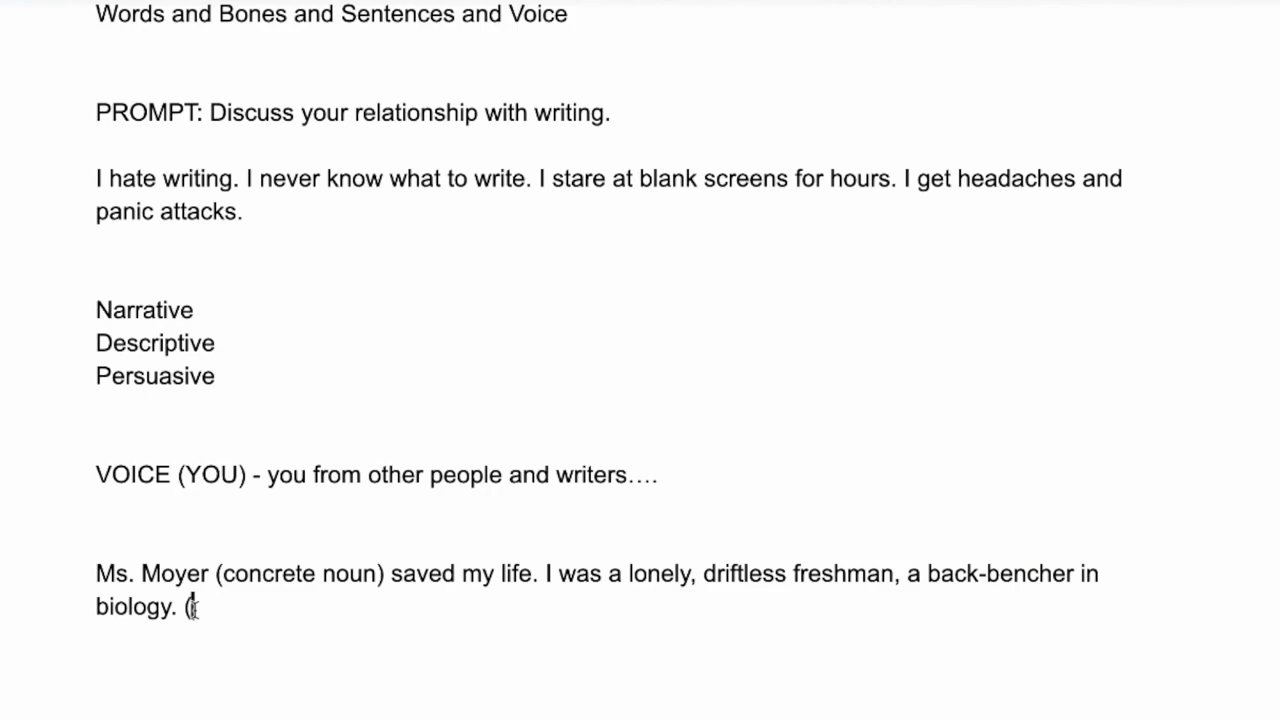 Words and Bones and Sentences and Voice
PROMPT: Discuss your relationship with writing.
I hate writing. I never know what to write. I stare at blank screens for hours. I get headaches and
panic attacks.
Narrative
Descriptive
Persuasive
VOICE (YOU) - you from other people and writers….
Ms. Moyer (concrete noun) saved my life. I was a lonely, driftless freshman, a back-bencher in
biology. (